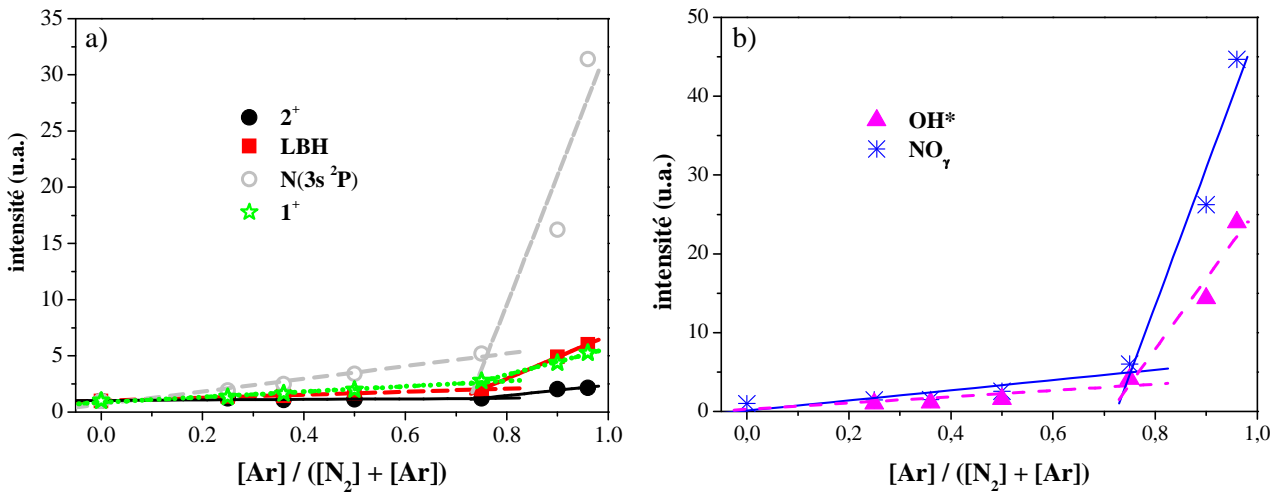 a)
35
30
25
20
15
10
5
0
intensité (u.a.)
2⁺
LBH
N(3s ²P)
1⁺
0.0 0.2 0.4 0.6 0.8 1.0
[Ar] / ([N₂] + [Ar])
b)
50
40
30
20
10
0
intensité (u.a.)
OH*
NOᵧ
0,0 0,2 0,4 0,6 0,8 1,0
[Ar] / ([N₂] + [Ar])